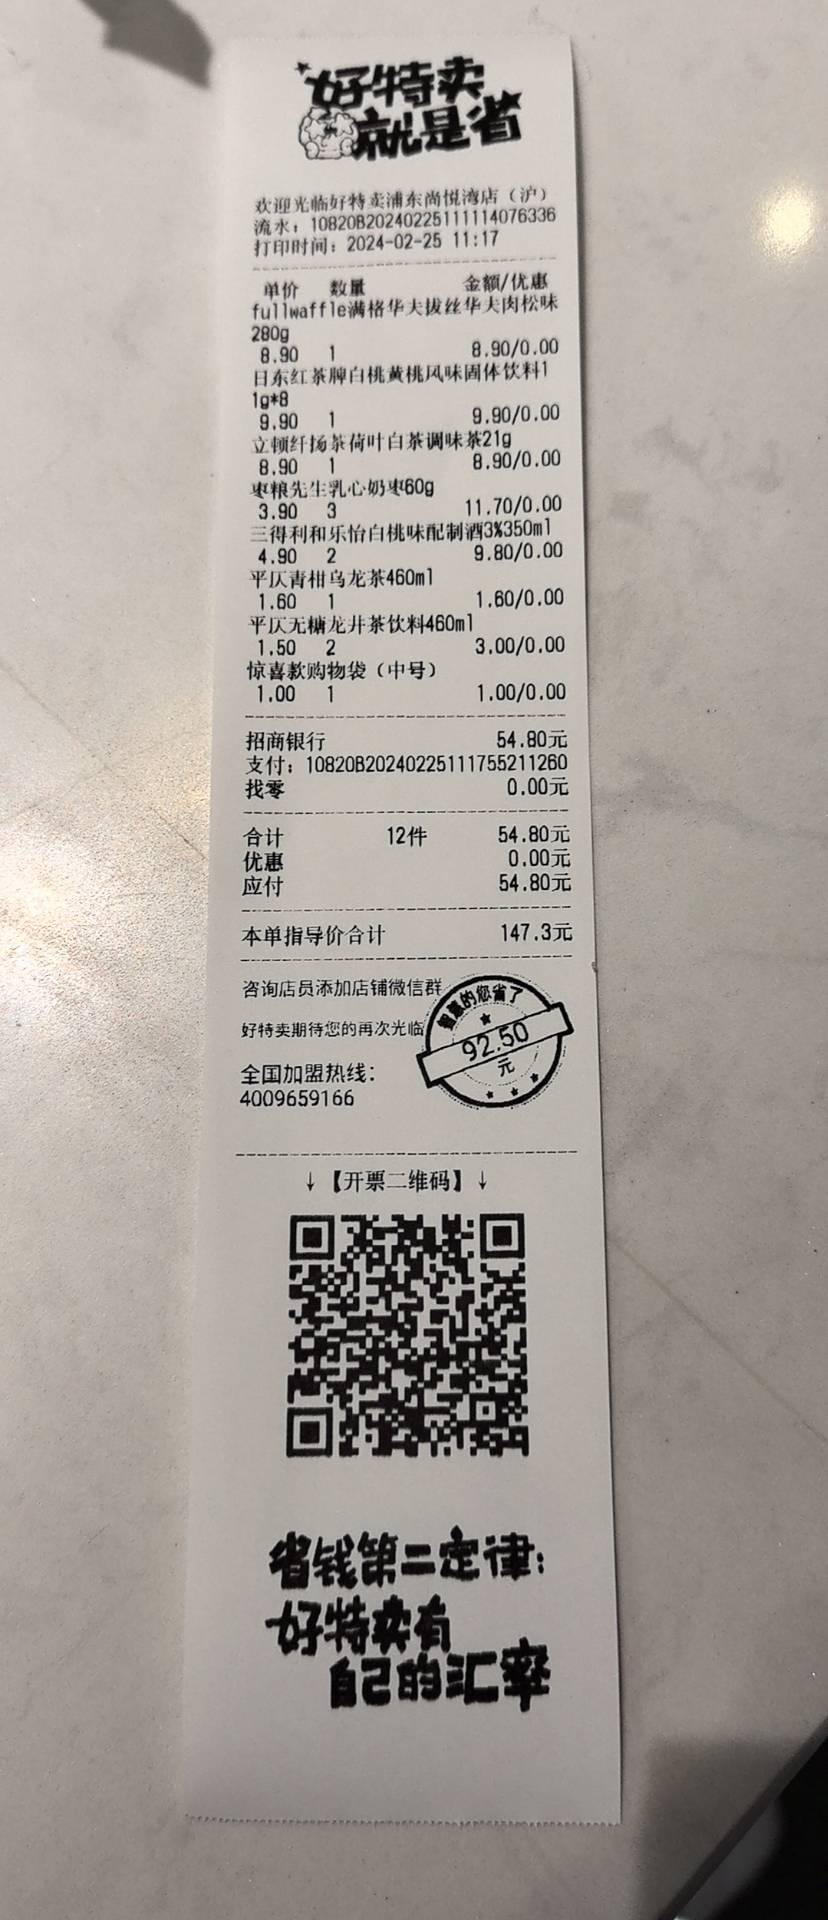 好特卖
就是省
欢迎光临好特卖浦东尚悦湾店（沪）
流水：10820B20240225111114076336
打印时间：2024-02-25 11:17
单价 数量 金额/优惠
fullwaffle满格华夫拔丝华夫肉松味
280g
8.90 1 8.90/0.00
日东红茶牌白桃黄桃风味固体饮料1
1g*8
9.90 1 9.90/0.00
立顿纤扬茶荷叶白茶调味茶21g
8.90 1 8.90/0.00
枣粮先生乳心奶枣60g
3.90 3 11.70/0.00
三得利和乐怡白桃味配制酒3%350ml
4.90 2 9.80/0.00
平仄青柑乌龙茶460ml
1.60 1 1.60/0.00
平仄无糖龙井茶饮料460ml
1.50 2 3.00/0.00
惊喜款购物袋（中号）
1.00 1 1.00/0.00
招商银行 54.80元
支付：10820B20240225111755211260
找零 0.00元
合计 12件 54.80元
优惠 0.00元
应付 54.80元
本单指导价合计 147.3元
咨询店员添加店铺微信群
好特卖期待您的再次光临
全国加盟热线：
4009659166
智慧的您省了
92.50
元
↓【开票二维码】↓
省钱第二定律：
好特卖有
自己的汇率